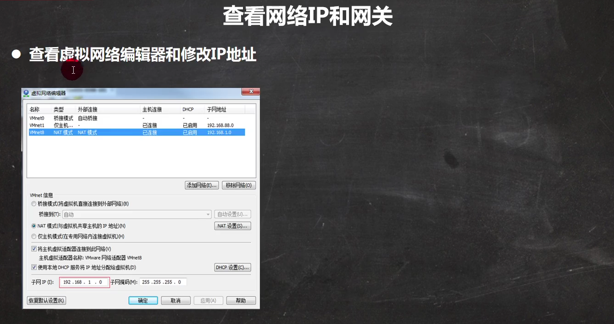 查看网络IP和网关
查看虚拟网络编辑器和修改IP地址
虚拟网络编辑器
名称 类型 外部连接 主机连接 DHCP 子网地址
VMnet0 桥接模式 自动桥接 - - -
VMnet1 仅主机... - 已连接 已启用 192.168.88.0
VMnet8 NAT 模式 NAT 模式 已连接 已启用 192.168.1.0
添加网络(E)... 移除网络(O)
VMnet 信息
桥接模式(将虚拟机直接连接到外部网络)(B)
桥接到(T): 自动 自动设置(U)...
NAT 模式(与虚拟机共享主机的 IP 地址)(N) NAT 设置(S)...
仅主机模式(在专用网络内连接虚拟机)(H)
将主机虚拟适配器连接到此网络(V)
主机虚拟适配器名称: VMware 网络适配器 VMnet8
使用本地 DHCP 服务将 IP 地址分配给虚拟机(D) DHCP 设置(P)...
子网 IP (I): 192 .168 . 1 . 0 子网掩码(M): 255 .255 .255 . 0
恢复默认设置(R) 确定 取消 应用(A) 帮助